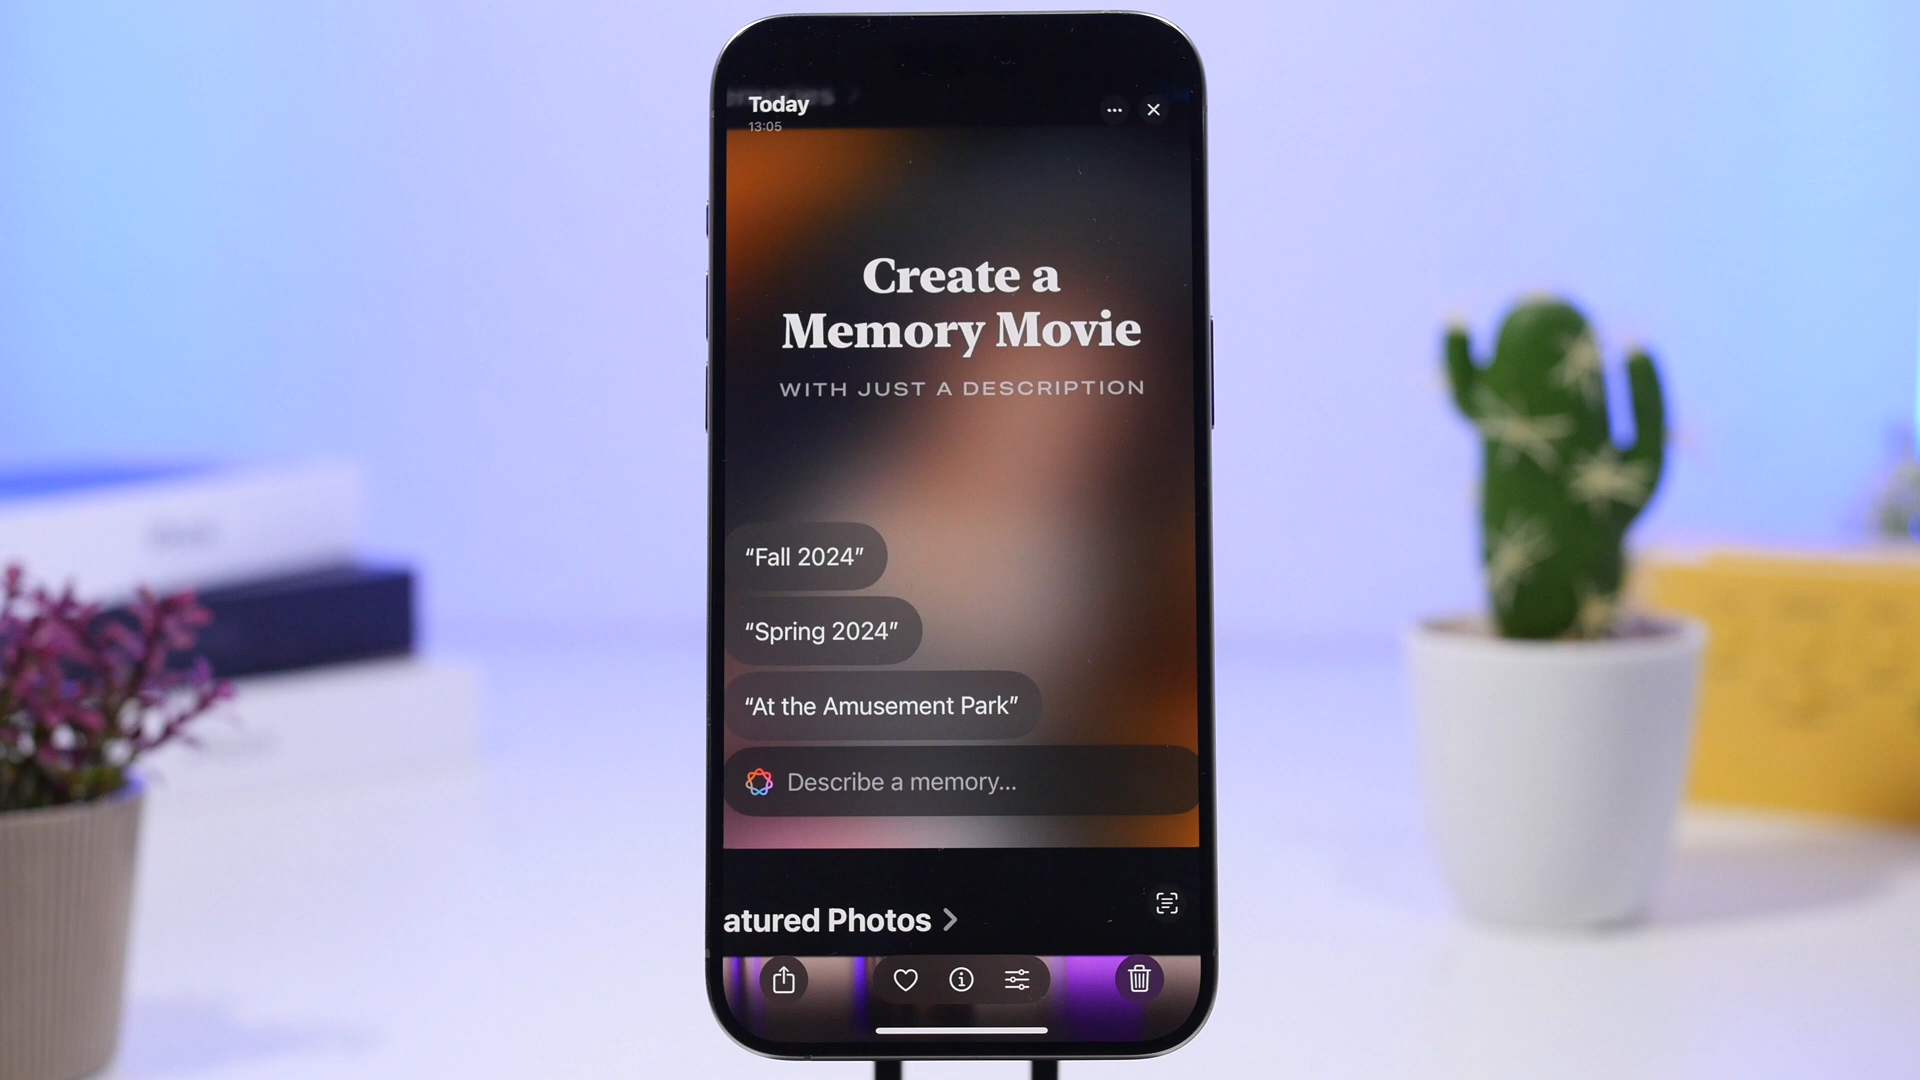 Today
13:05
Create a
Memory Movie
WITH JUST A DESCRIPTION
“Fall 2024”
“Spring 2024”
“At the Amusement Park”
Describe a memory...
atured Photos